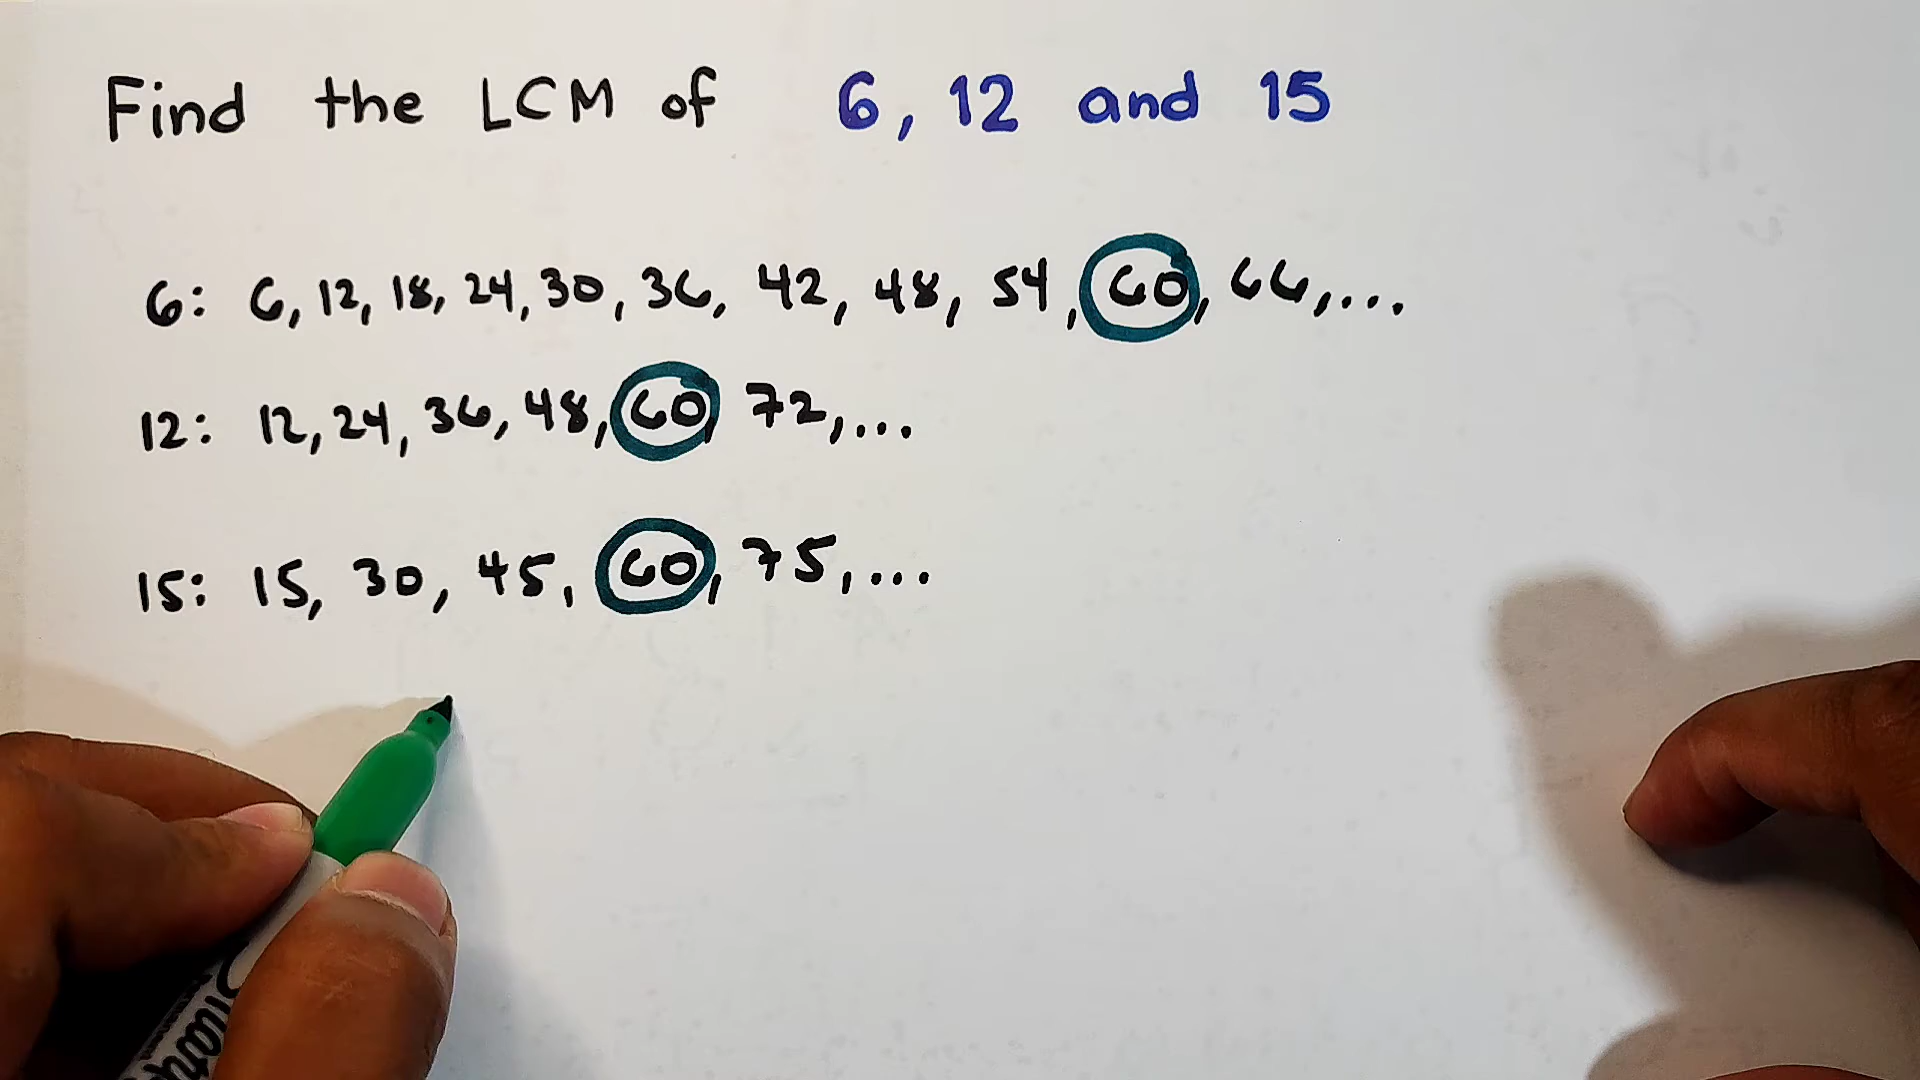 Find the LCM of 6, 12 and 15
6: 6, 12, 18, 24, 30, 36, 42, 48, 54, 60, 66, ...
12: 12, 24, 36, 48, 60, 72, ...
15: 15, 30, 45, 60, 75, ...